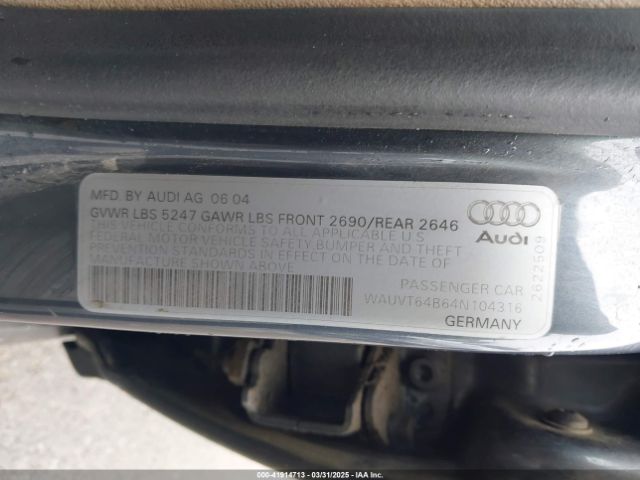 MFD. BY AUDI AG 06 04
GVWR LBS 5247 GAWR LBS FRONT 2690/REAR 2646
THIS VEHICLE CONFORMS TO ALL APPLICABLE U.S
FEDERAL MOTOR VEHICLE SAFETY BUMPER AND THEFT
PREVENTION STANDARDS IN EFFECT ON THE DATE OF
MANUFACTURE SHOWN ABOVE
Audi
2622509
PASSENGER CAR
WAUVT64B64N104316
GERMANY
000-41914713 - 03/31/2025 - IAAI.CA